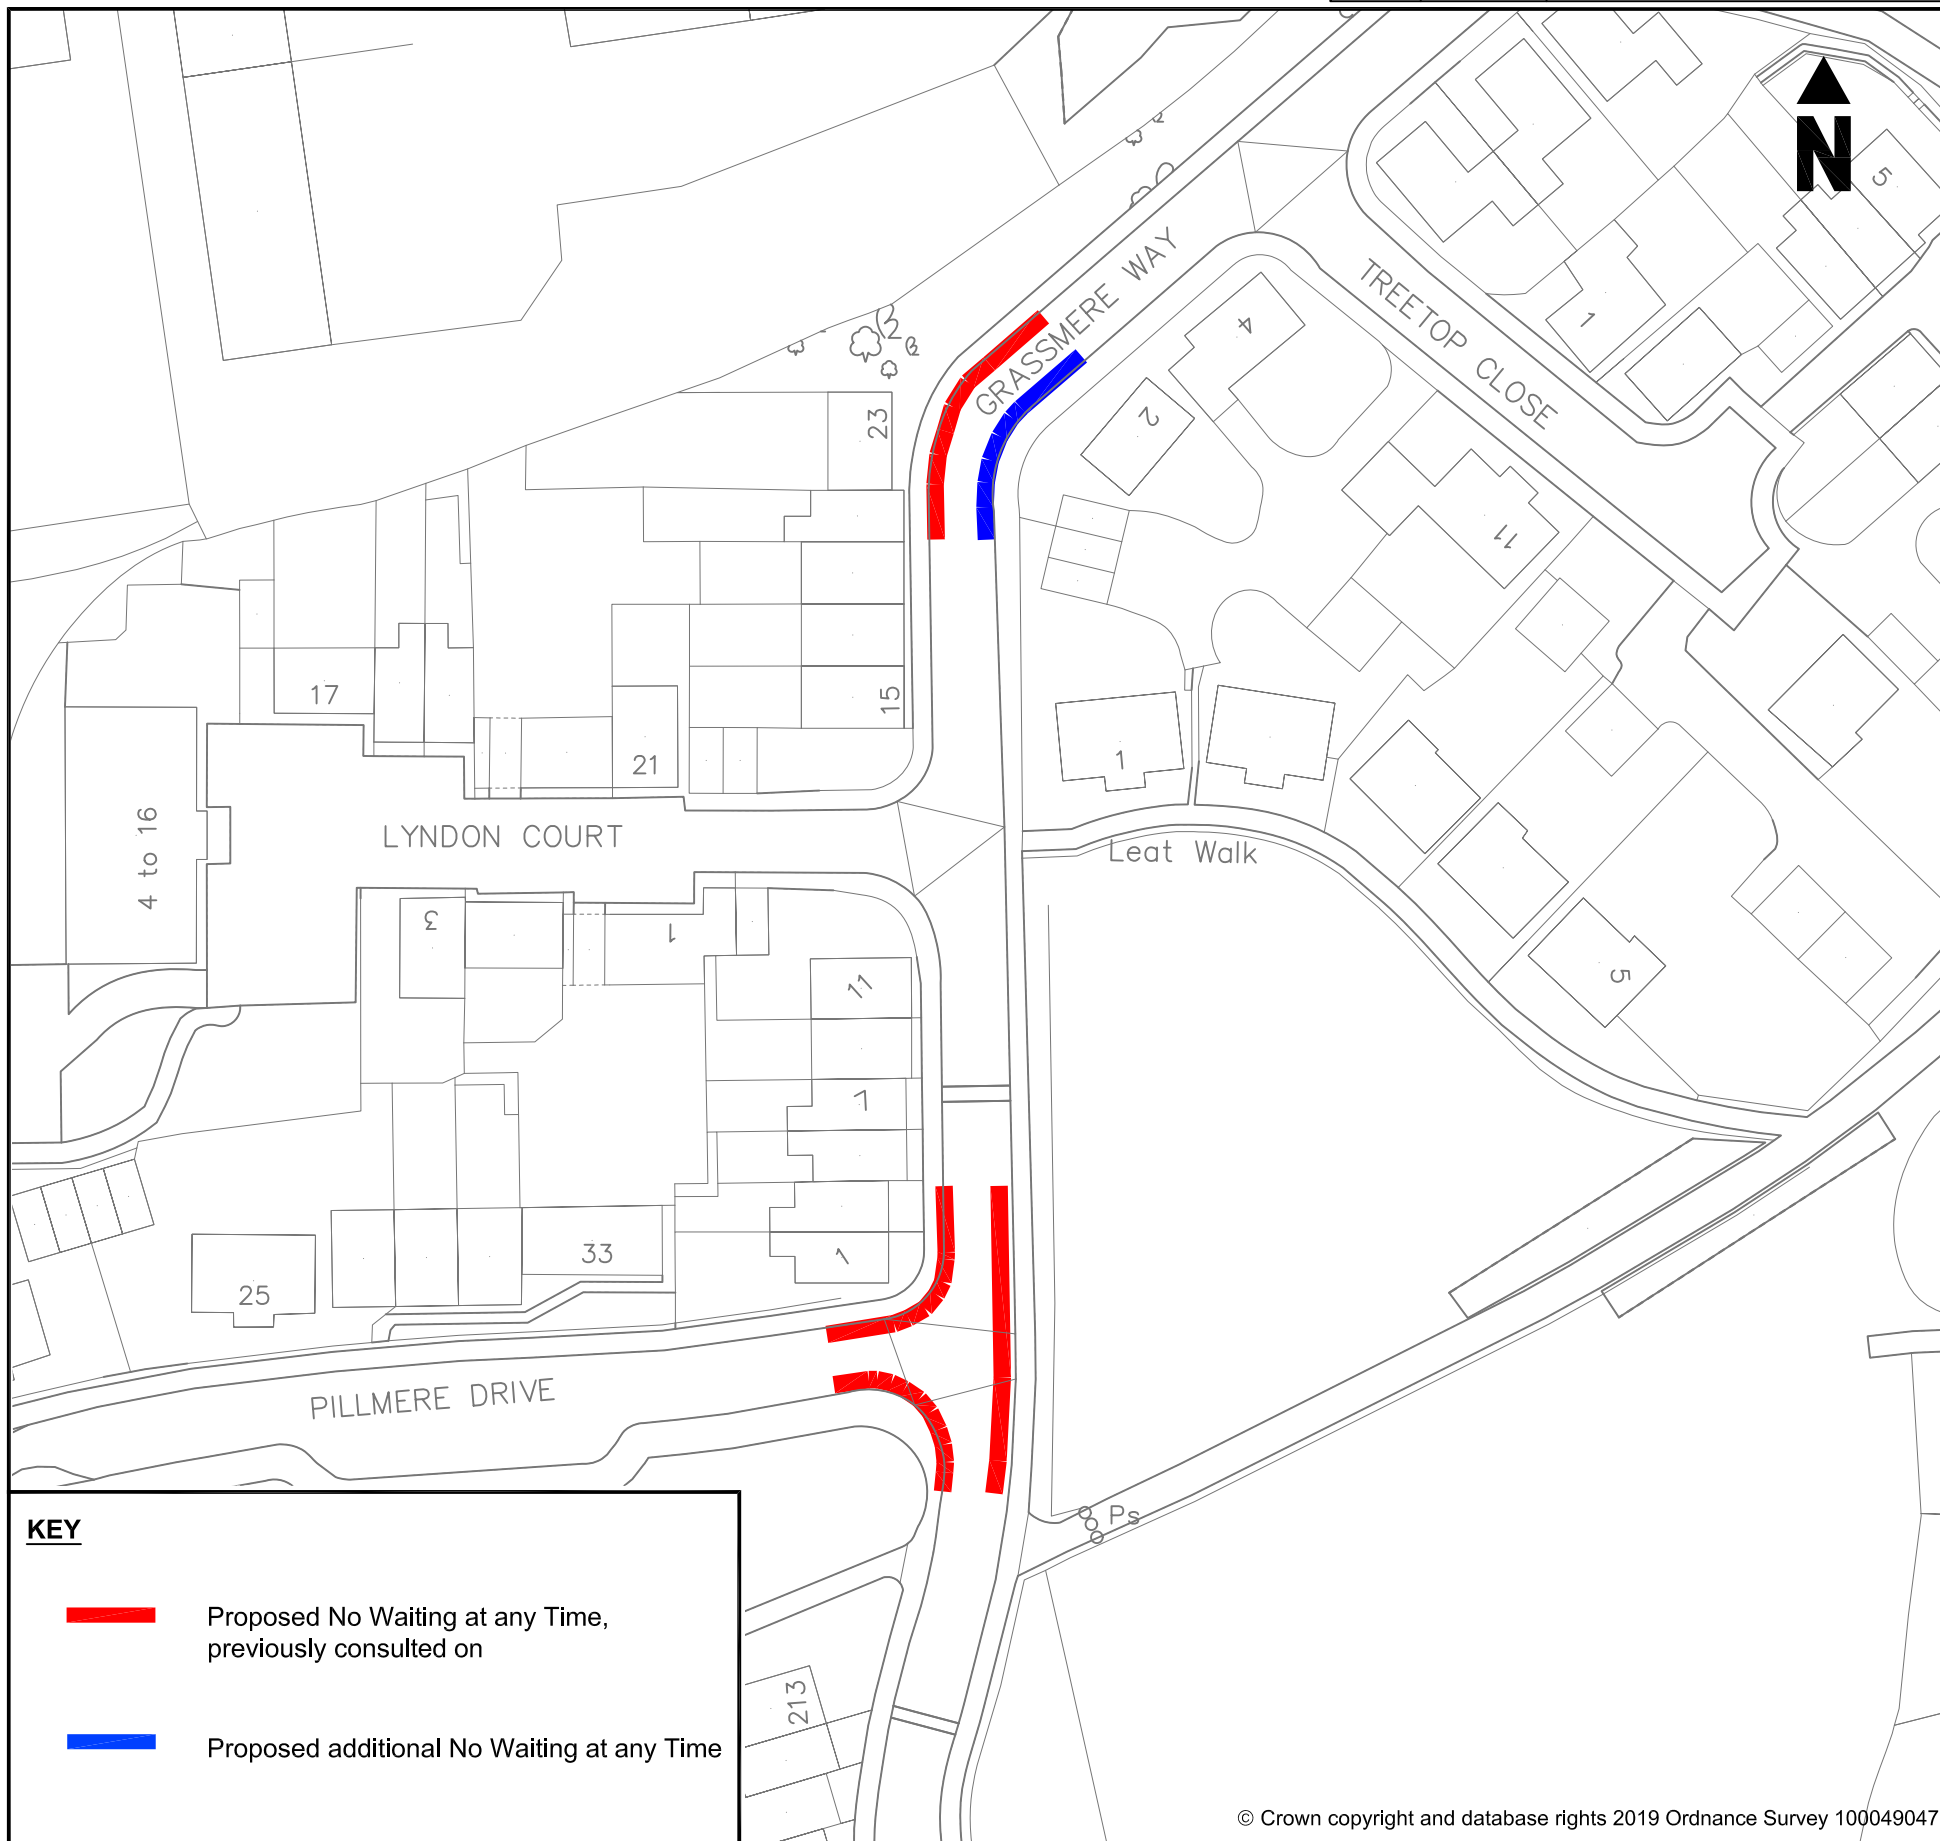 N
5
GRASSMERE WAY
TREETOP CLOSE
4
1
2
23
11
17
15
21
1
4 to 16
LYNDON COURT
Leat Walk
3
1
11
5
7
33
1
25
PILLMERE DRIVE
Ps
KEY
Proposed No Waiting at any Time,
previously consulted on
213
Proposed additional No Waiting at any Time
© Crown copyright and database rights 2019 Ordnance Survey 100049047